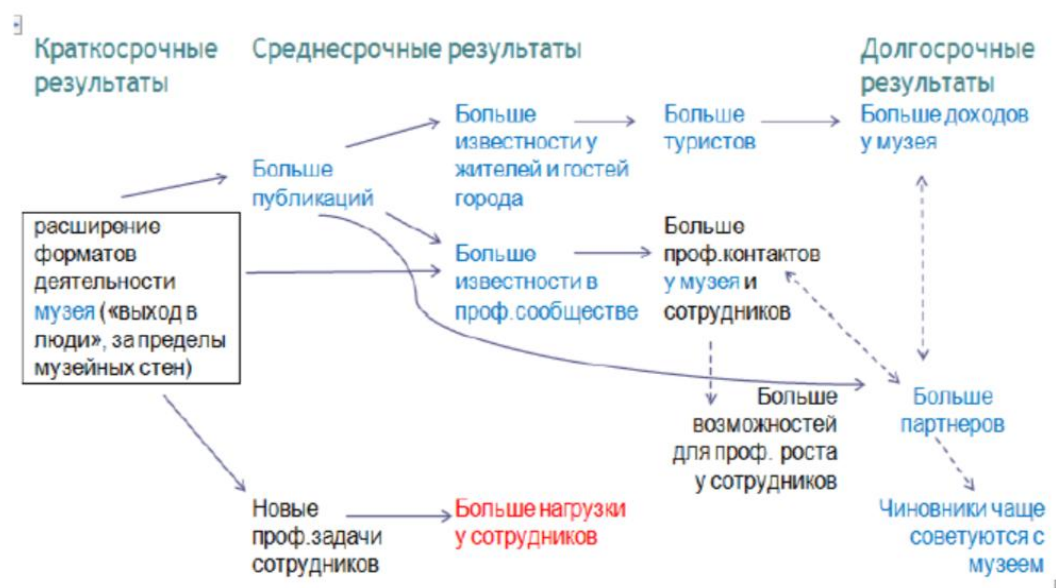 Краткосрочные
результаты
Среднесрочные результаты
Долгосрочные
результаты
Больше
известности у
жителей и гостей
города
Больше
туристов
Больше доходов
у музея
Больше
публикаций
расширение
форматов
деятельности
музея («выход в
люди», за пределы
музейных стен)
Больше
известности в
проф.сообществе
Больше
проф.контактов
у музея и
сотрудников
Больше
возможностей
для проф. роста
у сотрудников
Больше
партнеров
Новые
проф.задачи
сотрудников
Больше нагрузки
у сотрудников
Чиновники чаще
советуются с
музеем